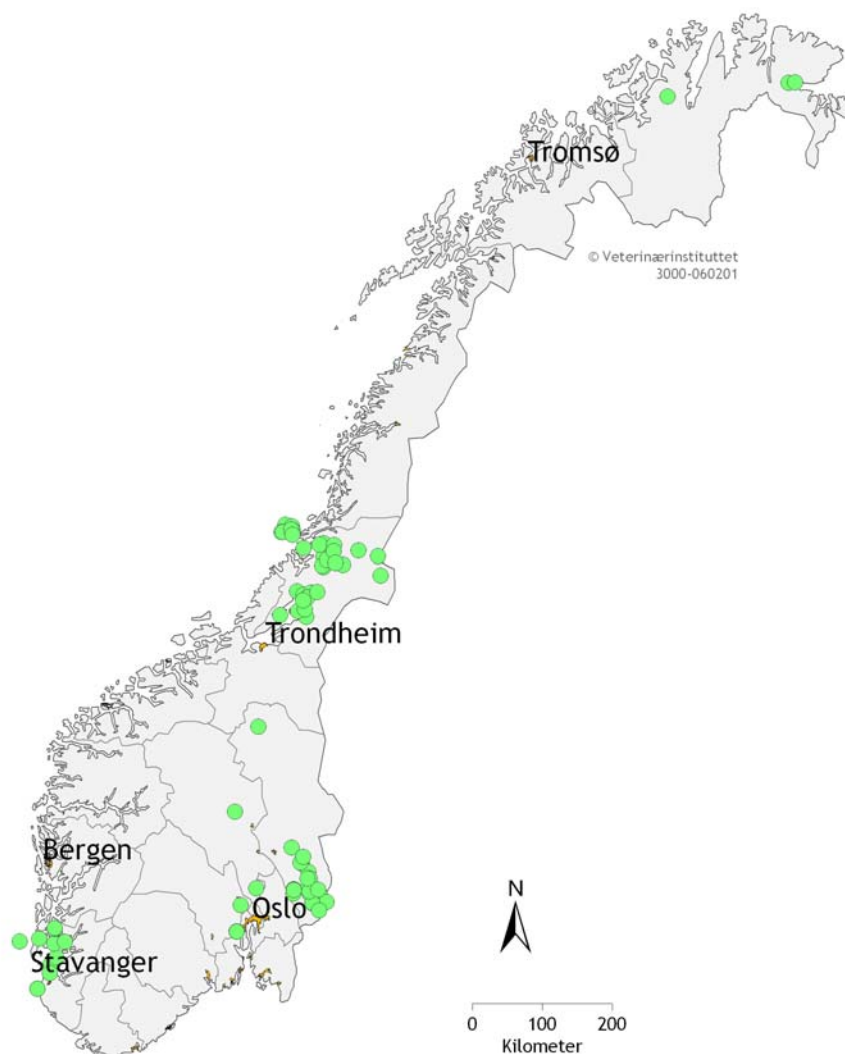 Tromsø
© Veterinærinstituttet
3000-060201
Trondheim
Bergen
Oslo
Stavanger
N
0 100 200
Kilometer